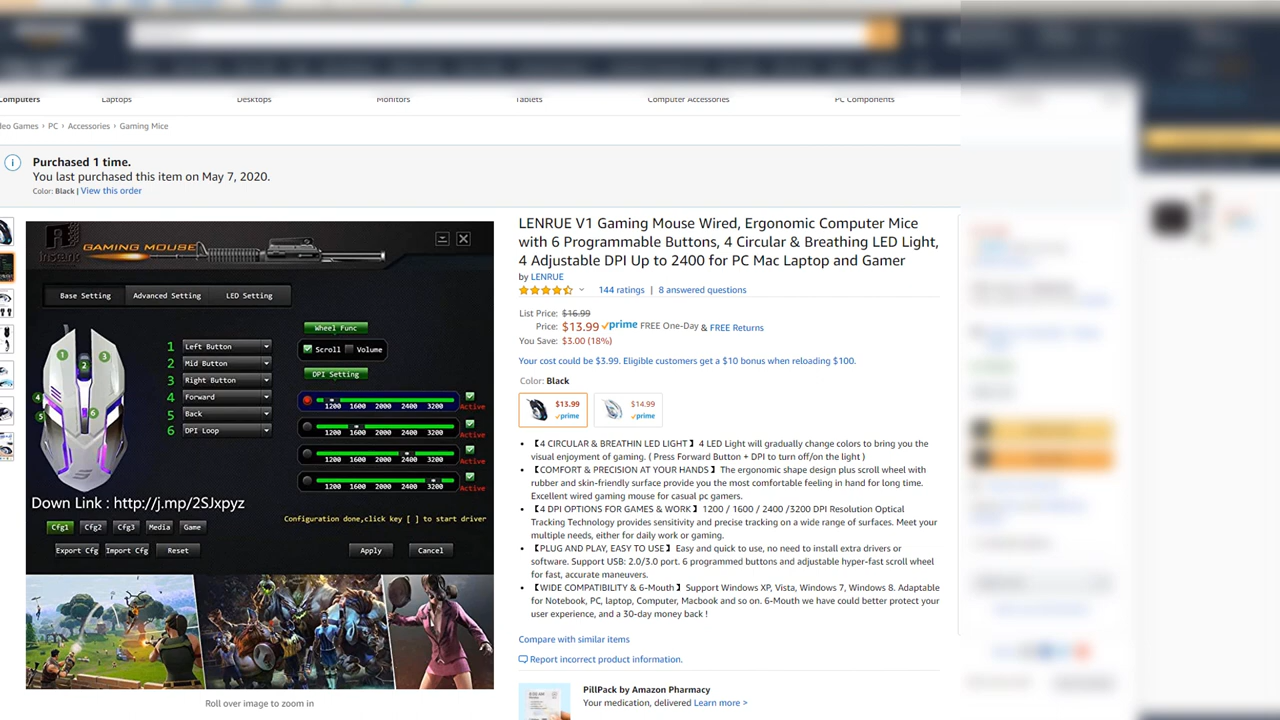 omputers
Laptops
Desktops
Monitors
Tablets
Computer Accessories
PC Components
deo Games › PC › Accessories › Gaming Mice
Purchased 1 time.
You last purchased this item on May 7, 2020.
Color: Black | View this order
GAMING MOUSE
Base Setting
Advanced Setting
LED Setting
1 Left Button
2 Mid Button
3 Right Button
4 Forward
5 Back
6 DPI Loop
1
2
3
4
5
6
Wheel Func
Scroll Volume
DPI Setting
1200 1600 2000 2400 3200 Active
1200 1600 2000 2400 3200 Active
1200 1600 2000 2400 3200 Active
1200 1600 2000 2400 3200 Active
Down Link : http://j.mp/2SJxpyz
Configuration done,click key [ ] to start driver
Cfg1 Cfg2 Cfg3 Media Game
Export Cfg Import Cfg Reset Apply Cancel
Roll over image to zoom in
LENRUE V1 Gaming Mouse Wired, Ergonomic Computer Mice
with 6 Programmable Buttons, 4 Circular & Breathing LED Light,
4 Adjustable DPI Up to 2400 for PC Mac Laptop and Gamer
by LENRUE
144 ratings | 8 answered questions
List Price: $16.99
Price: $13.99 prime FREE One-Day & FREE Returns
You Save: $3.00 (18%)
Your cost could be $3.99. Eligible customers get a $10 bonus when reloading $100.
Color: Black
$13.99
prime
$14.99
prime
• 【4 CIRCULAR & BREATHIN LED LIGHT】4 LED Light will gradually change colors to bring you the
visual enjoyment of gaming. ( Press Forward Button + DPI to turn off/on the light )
• 【COMFORT & PRECISION AT YOUR HANDS 】The ergonomic shape design plus scroll wheel with
rubber and skin-friendly surface provide you the most comfortable feeling in hand for long time.
Excellent wired gaming mouse for casual pc gamers.
• 【4 DPI OPTIONS FOR GAMES & WORK】1200 / 1600 / 2400 /3200 DPI Resolution Optical
Tracking Technology provides sensitivity and precise tracking on a wide range of surfaces. Meet your
multiple needs, either for daily work or gaming.
• 【PLUG AND PLAY, EASY TO USE】Easy and quick to use, no need to install extra drivers or
software. Support USB: 2.0/3.0 port. 6 programmed buttons and adjustable hyper-fast scroll wheel
for fast, accurate maneuvers.
• 【WIDE COMPATIBILITY & 6-Mouth 】Support Windows XP, Vista, Windows 7, Windows 8. Adaptable
for Notebook, PC, laptop, Computer, Macbook and so on. 6-Mouth we have could better protect your
user experience, and a 30-day money back !
Compare with similar items
Report incorrect product information.
PillPack by Amazon Pharmacy
Your medication, delivered Learn more >